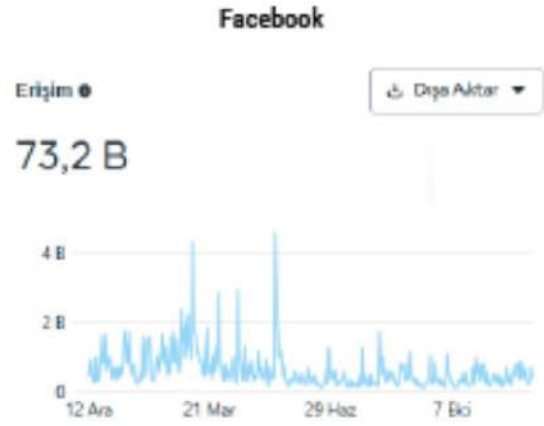 Facebook
Erişim
Dışa Aktar
73,2 B
4 B
2 B
0
12 Ara
21 Mar
29 Haz
7 Eki